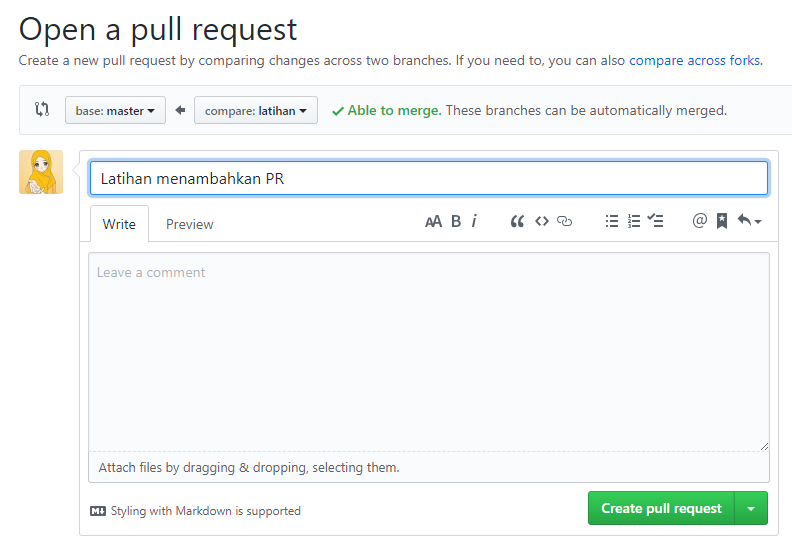 Open a pull request
Create a new pull request by comparing changes across two branches. If you need to, you can also compare across forks.
base: master
compare: latihan
Able to merge. These branches can be automatically merged.
Latihan menambahkan PR
Write
Preview
AA B i
Leave a comment
Attach files by dragging & dropping, selecting them.
Styling with Markdown is supported
Create pull request